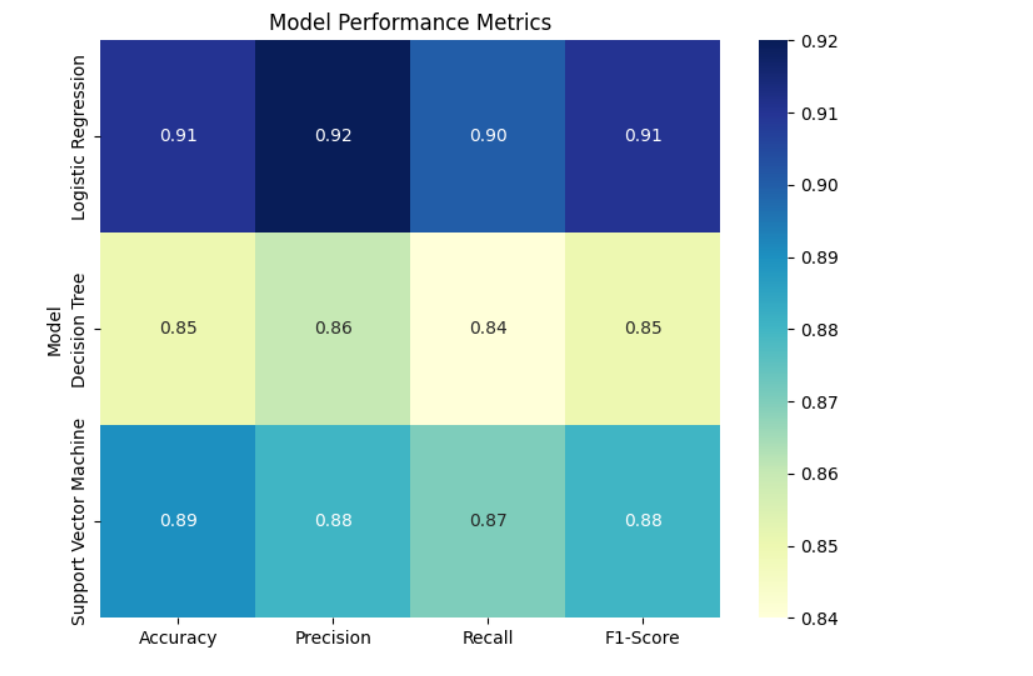 Model Performance Metrics
Model
Logistic Regression
0.91 0.92 0.90 0.91
Decision Tree
0.85 0.86 0.84 0.85
Support Vector Machine
0.89 0.88 0.87 0.88
Accuracy Precision Recall F1-Score
0.92
0.91
0.90
0.89
0.88
0.87
0.86
0.85
0.84